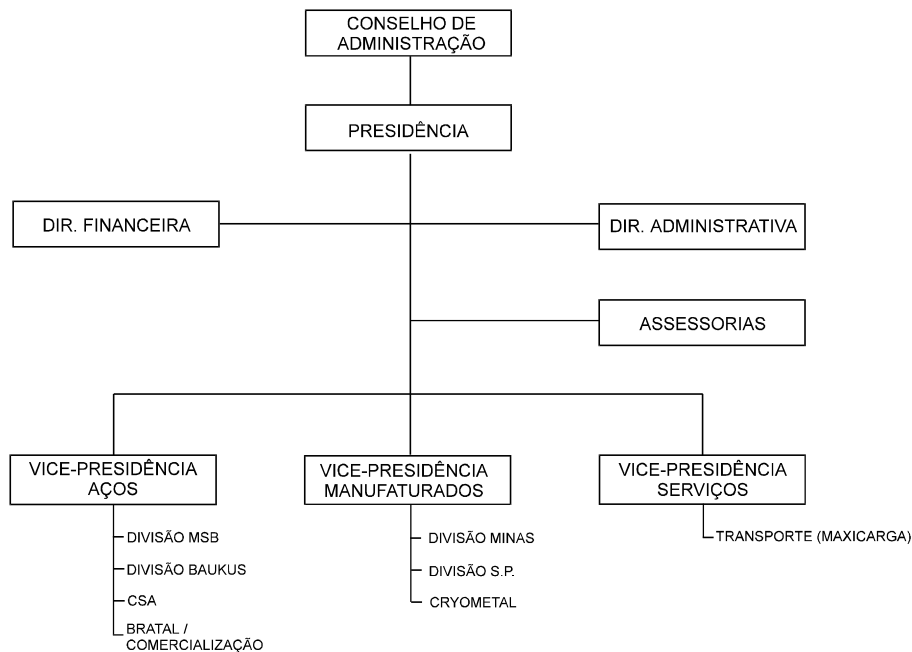 CONSELHO DE
ADMINISTRAÇÃO
PRESIDÊNCIA
DIR. FINANCEIRA
DIR. ADMINISTRATIVA
ASSESSORIAS
VICE-PRESIDÊNCIA
AÇOS
VICE-PRESIDÊNCIA
MANUFATURADOS
VICE-PRESIDÊNCIA
SERVIÇOS
DIVISÃO MSB
DIVISÃO BAUKUS
CSA
BRATAL /
COMERCIALIZAÇÃO
DIVISÃO MINAS
DIVISÃO S.P.
CRYOMETAL
TRANSPORTE (MAXICARGA)